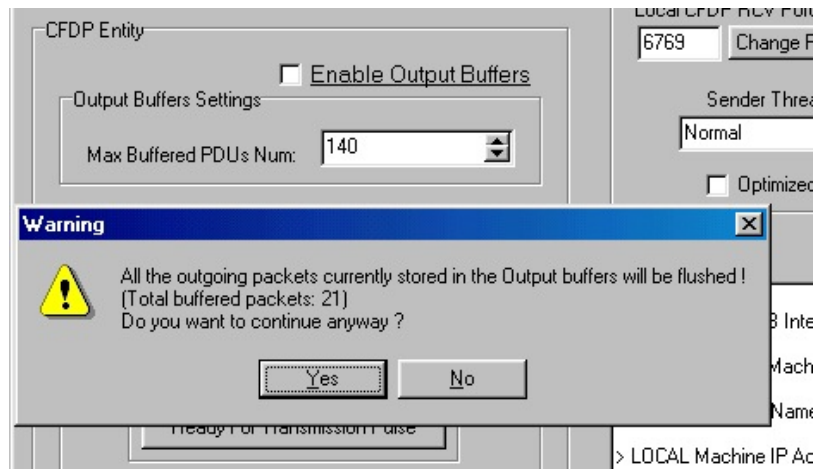 CFDP Entity
Enable Output Buffers
Output Buffers Settings
Max Buffered PDUs Num: 140
Local CFDP RCV
6769 Change
Sender
Normal
Optimized
Warning
All the outgoing packets currently stored in the Output buffers will be flushed !
(Total buffered packets: 21)
Do you want to continue anyway ?
Yes No
Ready For Transmission Pulse
> LOCAL Machine IP